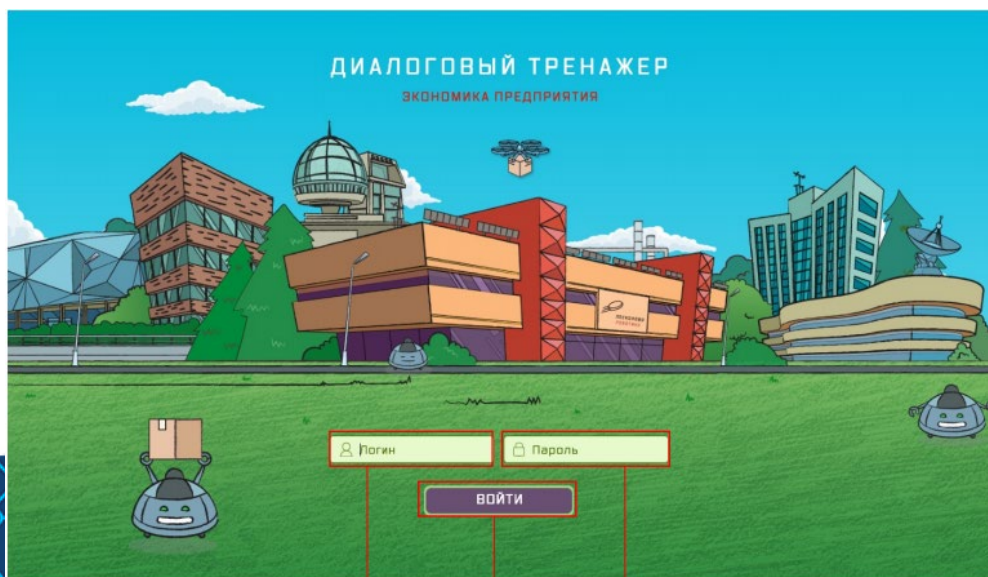 ДИАЛОГОВЫЙ ТРЕНАЖЕР
ЭКОНОМИКА ПРЕДПРИЯТИЯ
Логин
Пароль
ВОЙТИ